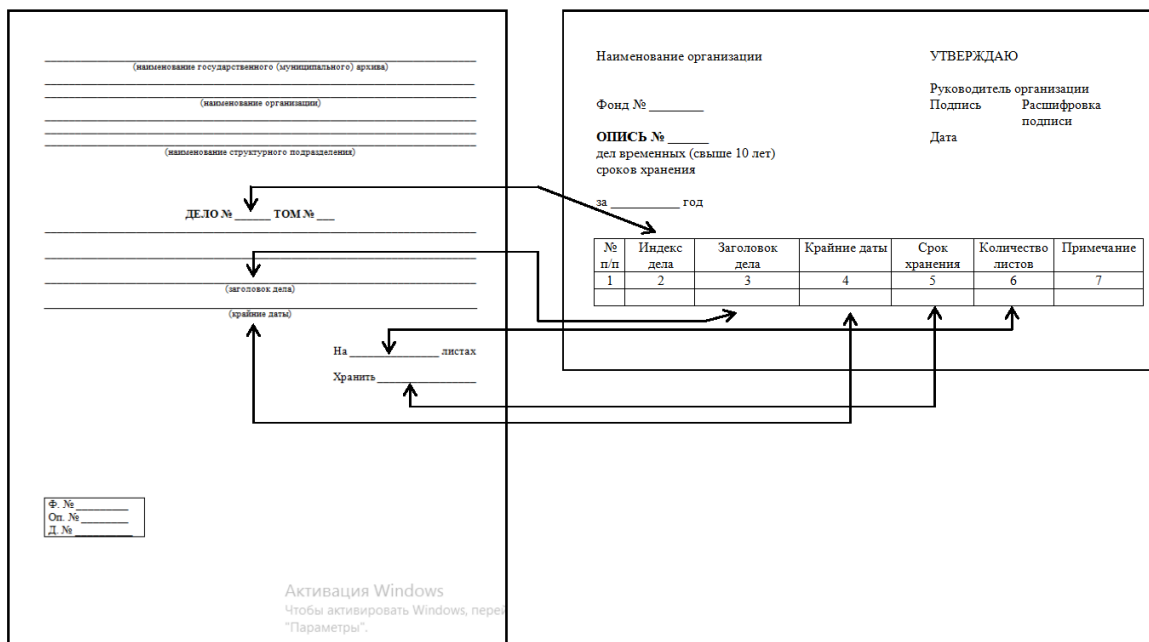 (наименование государственного (муниципального) архива)
(наименование организации)
(наименование структурного подразделения)
ДЕЛО № ______ ТОМ № ___
(заголовок дела)
(крайние даты)
На _______________ листах
Хранить _________________
Ф. № _________
Оп. № ________
Д. № __________
Активация Windows
Чтобы активировать Windows, перей
"Параметры".
Наименование организации
УТВЕРЖДАЮ
Руководитель организации
Фонд № ________
Подпись Расшифровка
подписи
ОПИСЬ № ______
Дата
дел временных (свыше 10 лет)
сроков хранения
за __________ год
№ Индекс Заголовок Крайние даты Срок Количество Примечание
п/п дела дела хранения листов
1 2 3 4 5 6 7